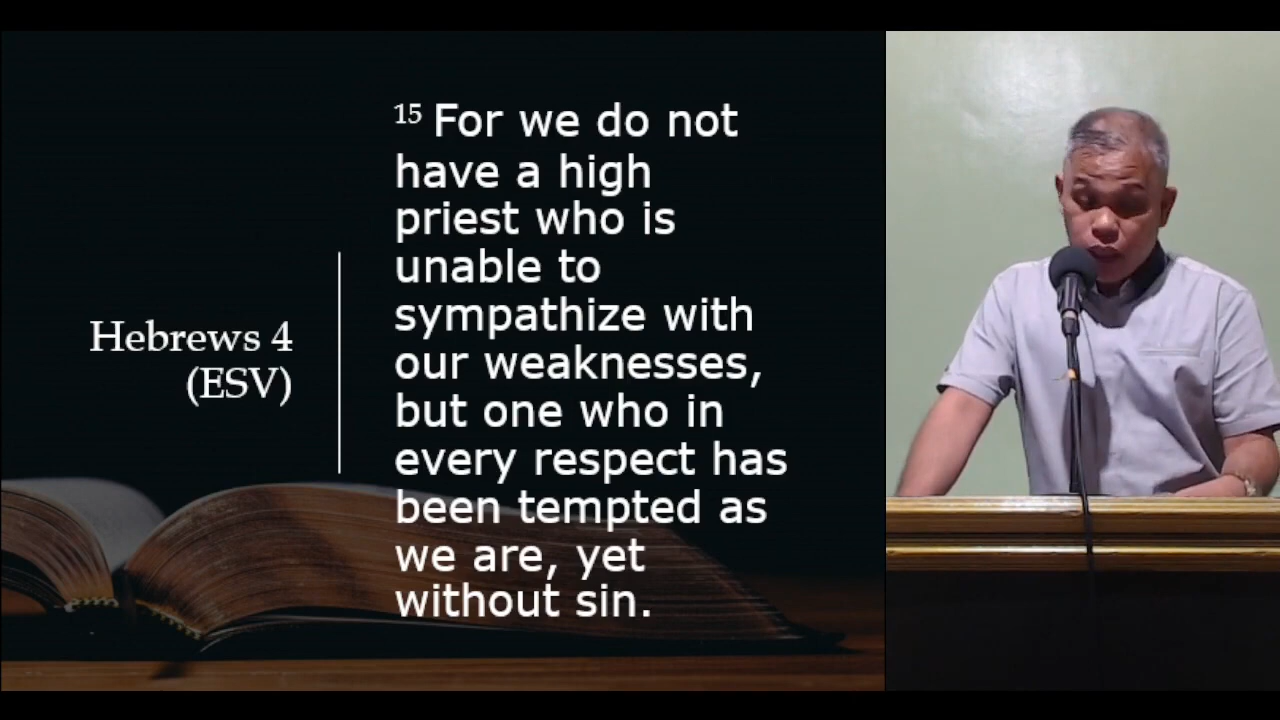 Hebrews 4
(ESV)
15 For we do not
have a high
priest who is
unable to
sympathize with
our weaknesses,
but one who in
every respect has
been tempted as
we are, yet
without sin.